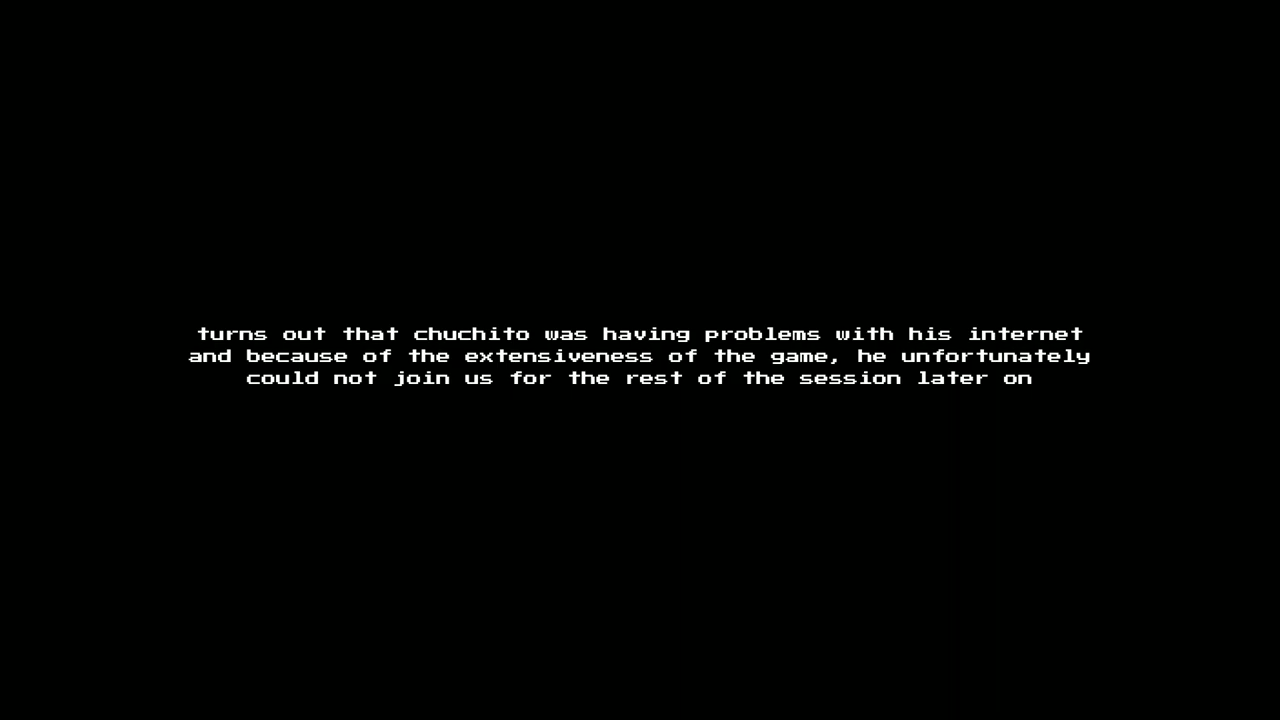 turns out that chuchito was having problems with his internet
and because of the extensiveness of the game, he unfortunately
could not join us for the rest of the session later on